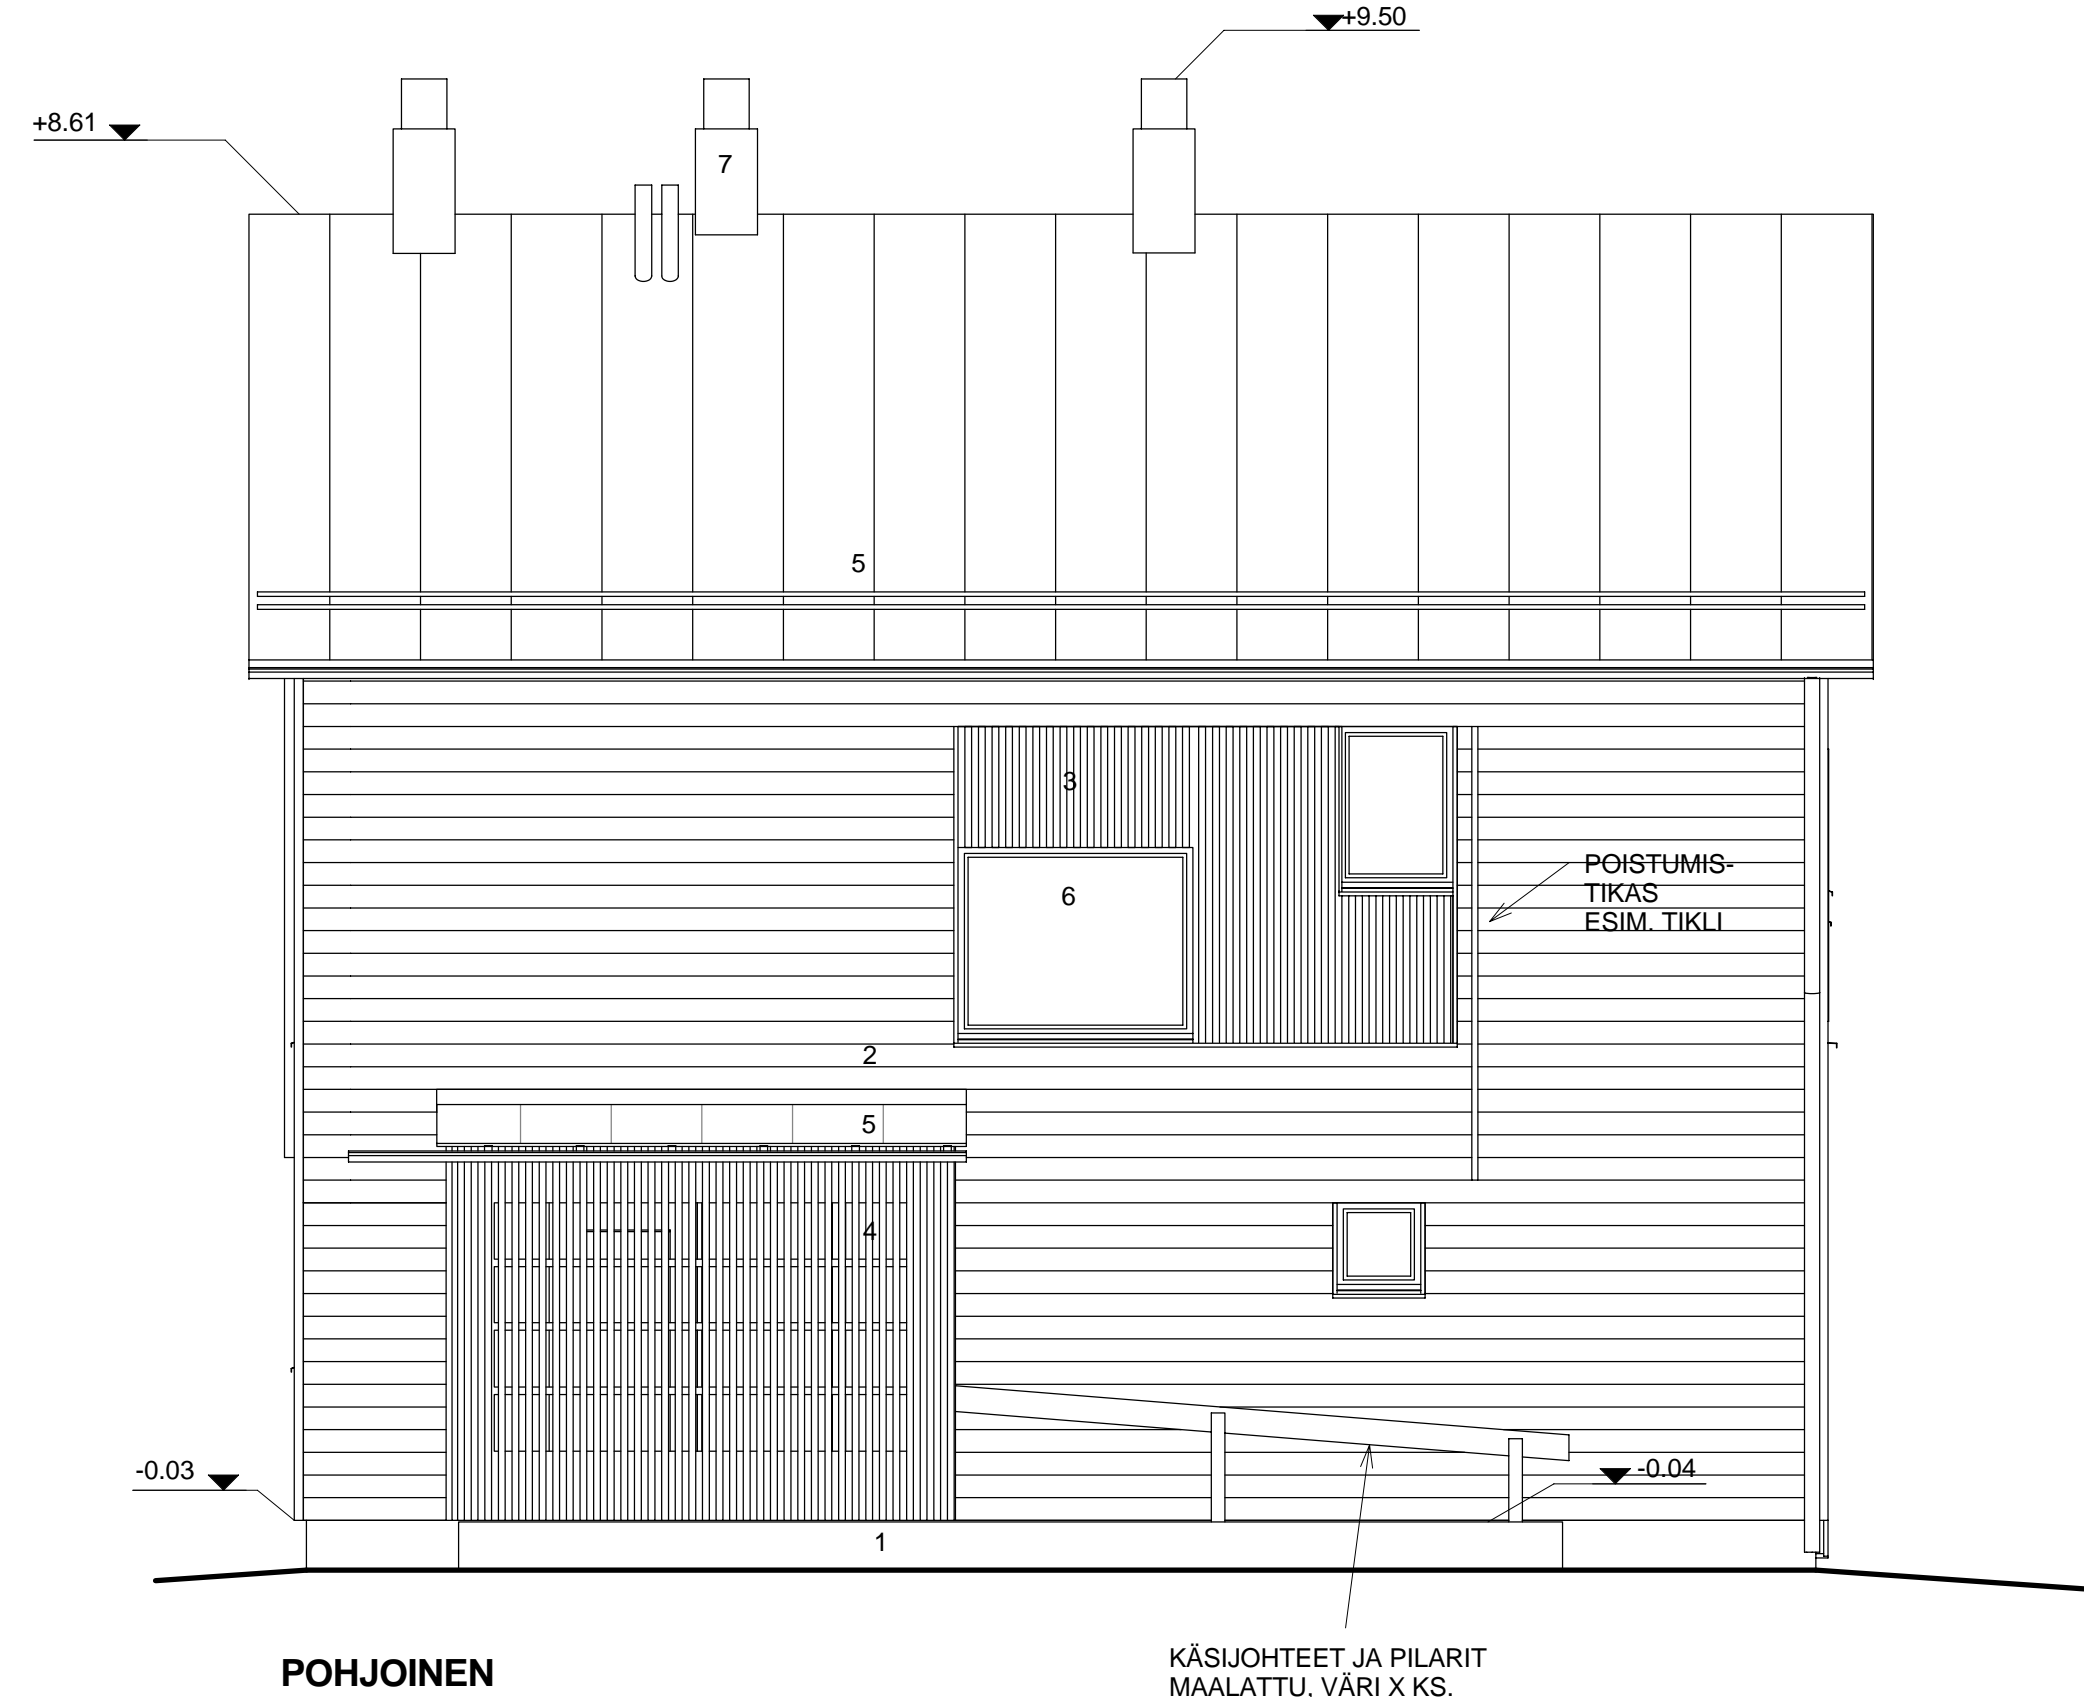 +9.50
+8.61
7
5
3
POISTUMIS-
TIKAS
ESIM. TIKLI
6
2
5
4
-0.03
-0.04
1
POHJOINEN
KÄSIJOHTEET JA PILARIT
MAALATTU, VÄRI X KS.